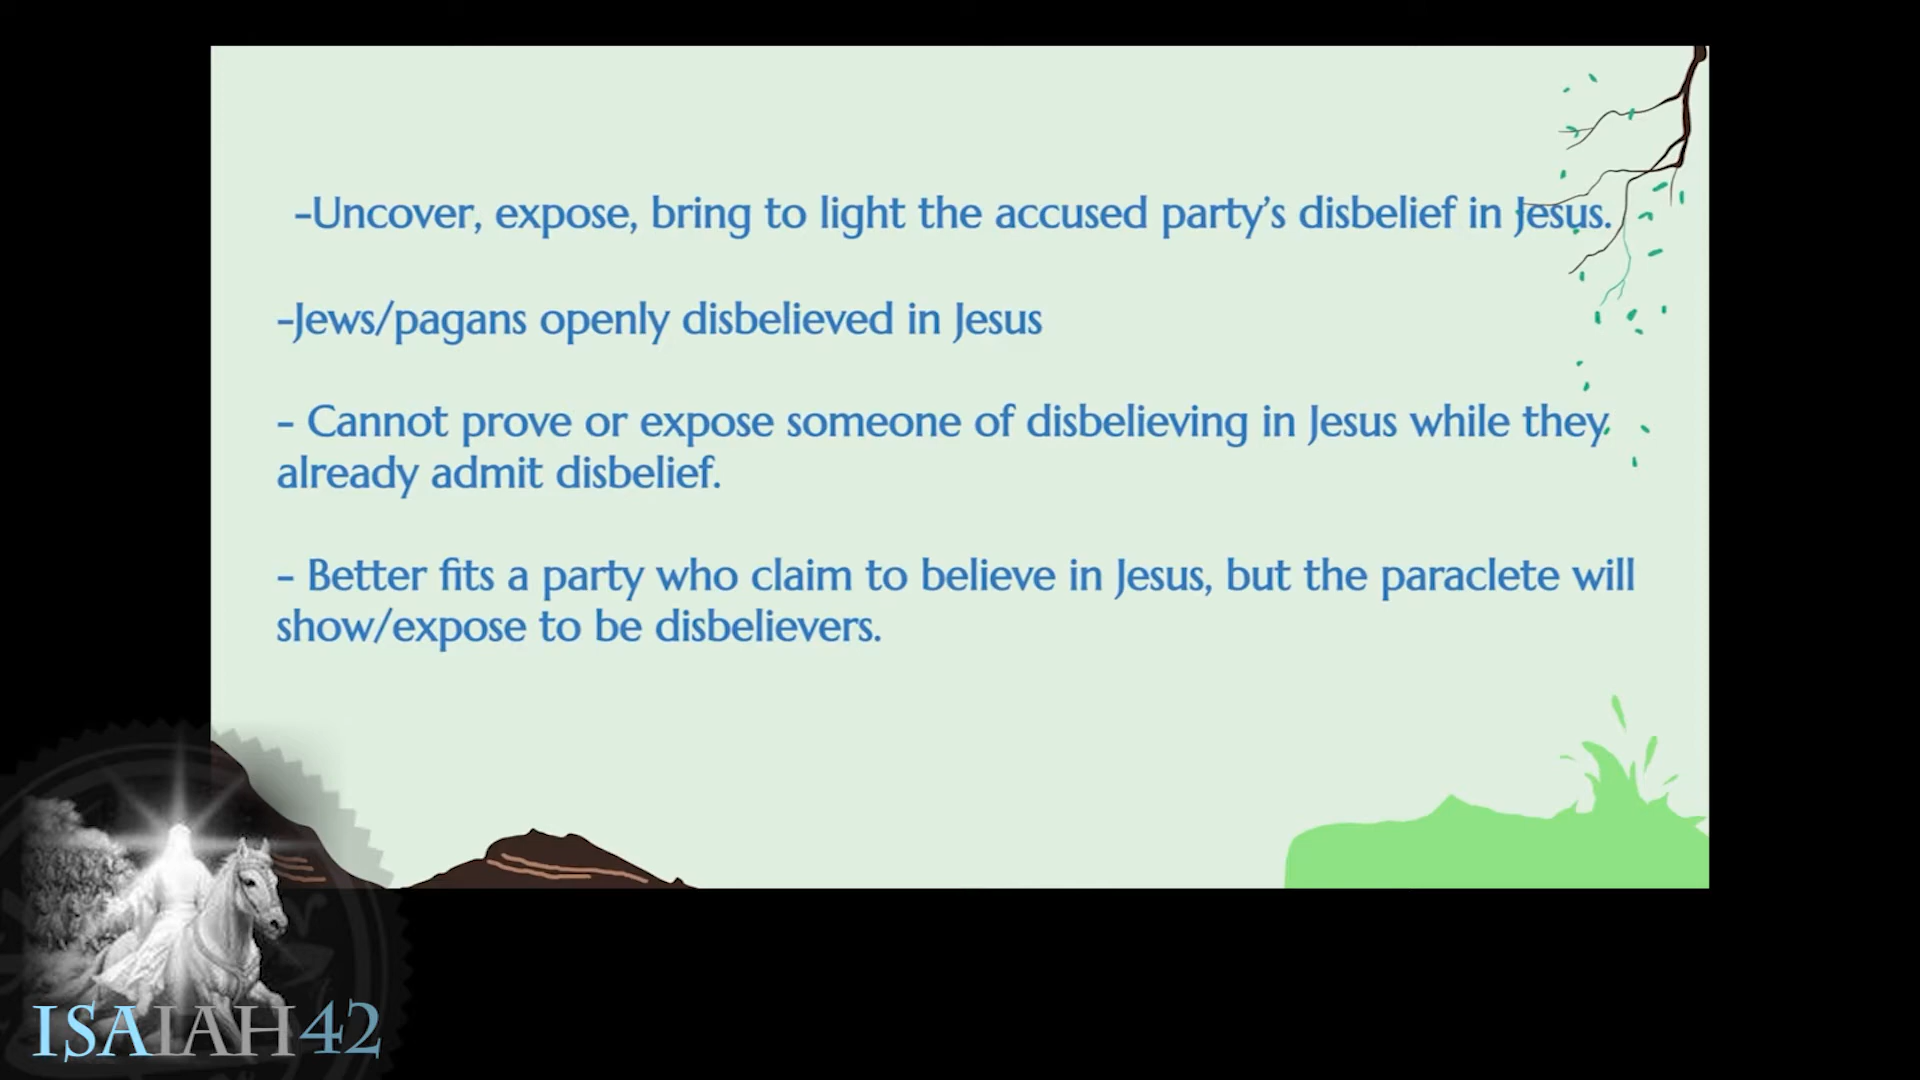 -Uncover, expose, bring to light the accused party's disbelief in Jesus.
-Jews/pagans openly disbelieved in Jesus
- Cannot prove or expose someone of disbelieving in Jesus while they
already admit disbelief.
- Better fits a party who claim to believe in Jesus, but the paraclete will
show/expose to be disbelievers.
ISAIAH 42